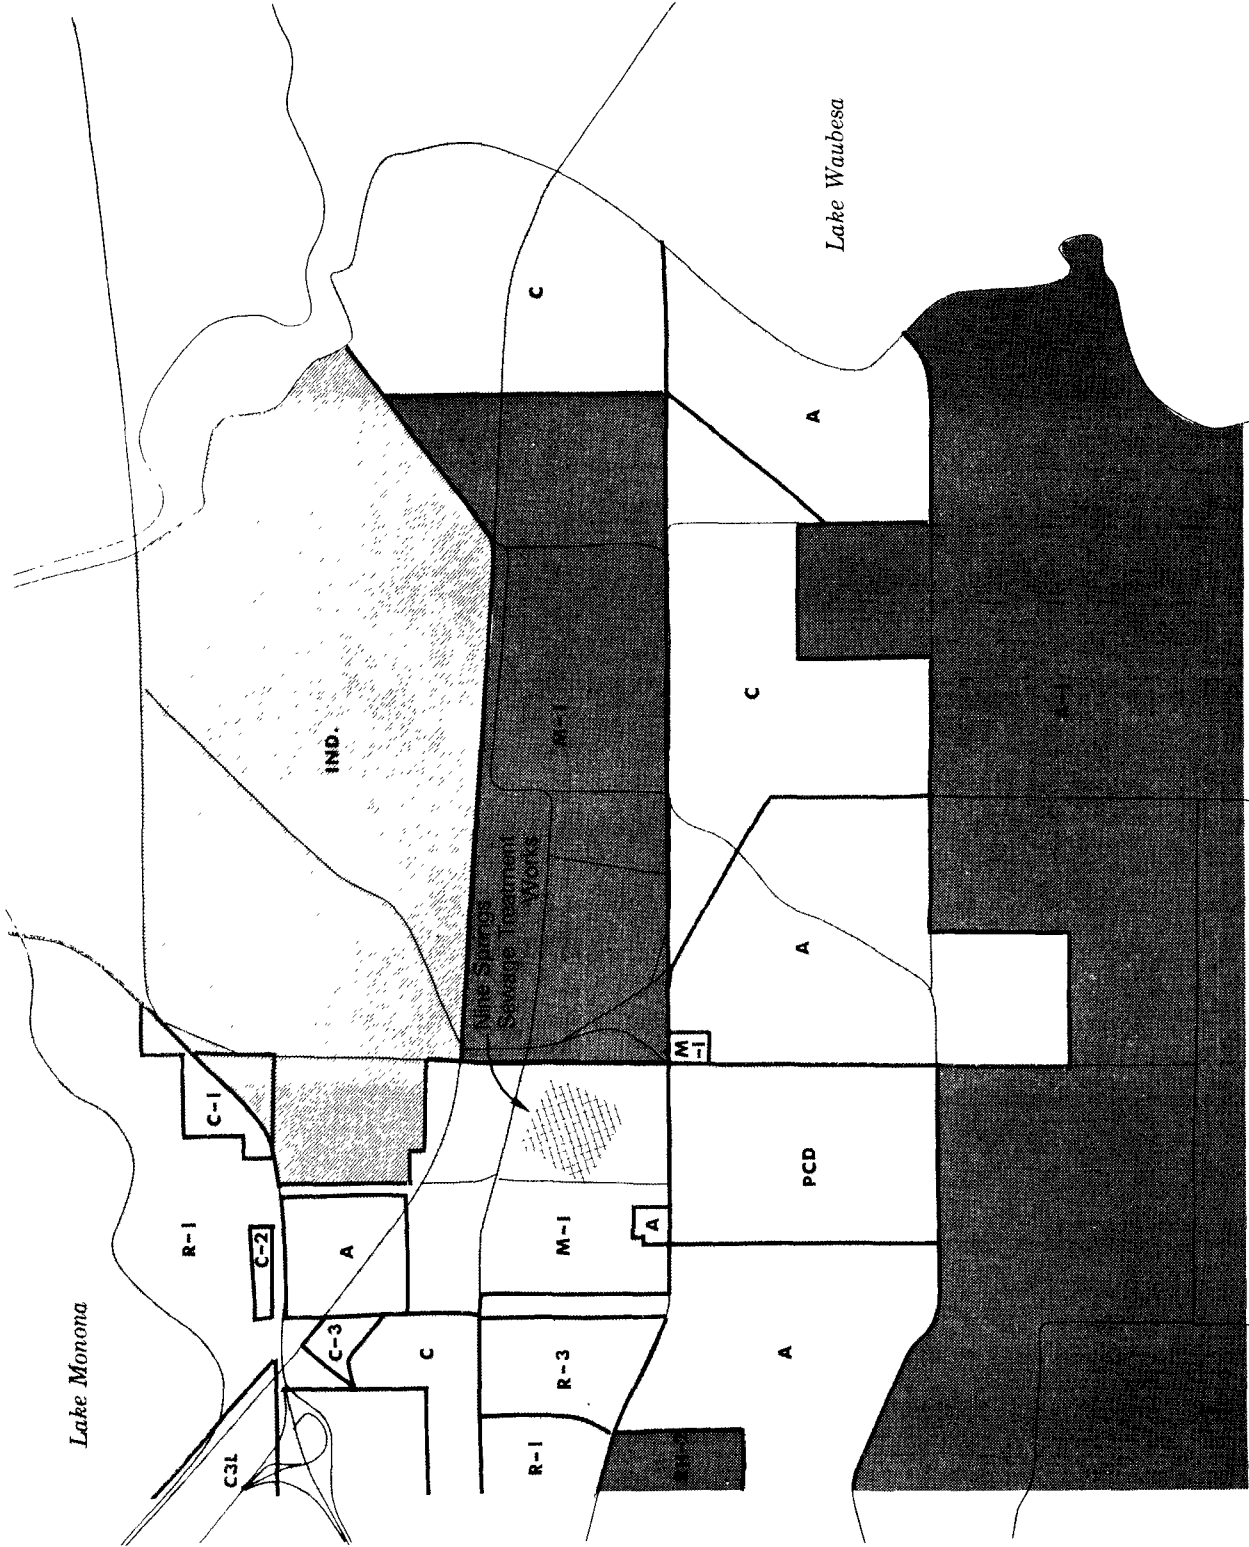 Lake Monona
R-1
C-1
C3L
C-2
C-3
A
IND.
C
Nine Springs
Sewage Treatment
Works
R-1
C
R-3
M-1
M-1
A
M
-1
C
A
PCD
A
A
Lake Waubesa